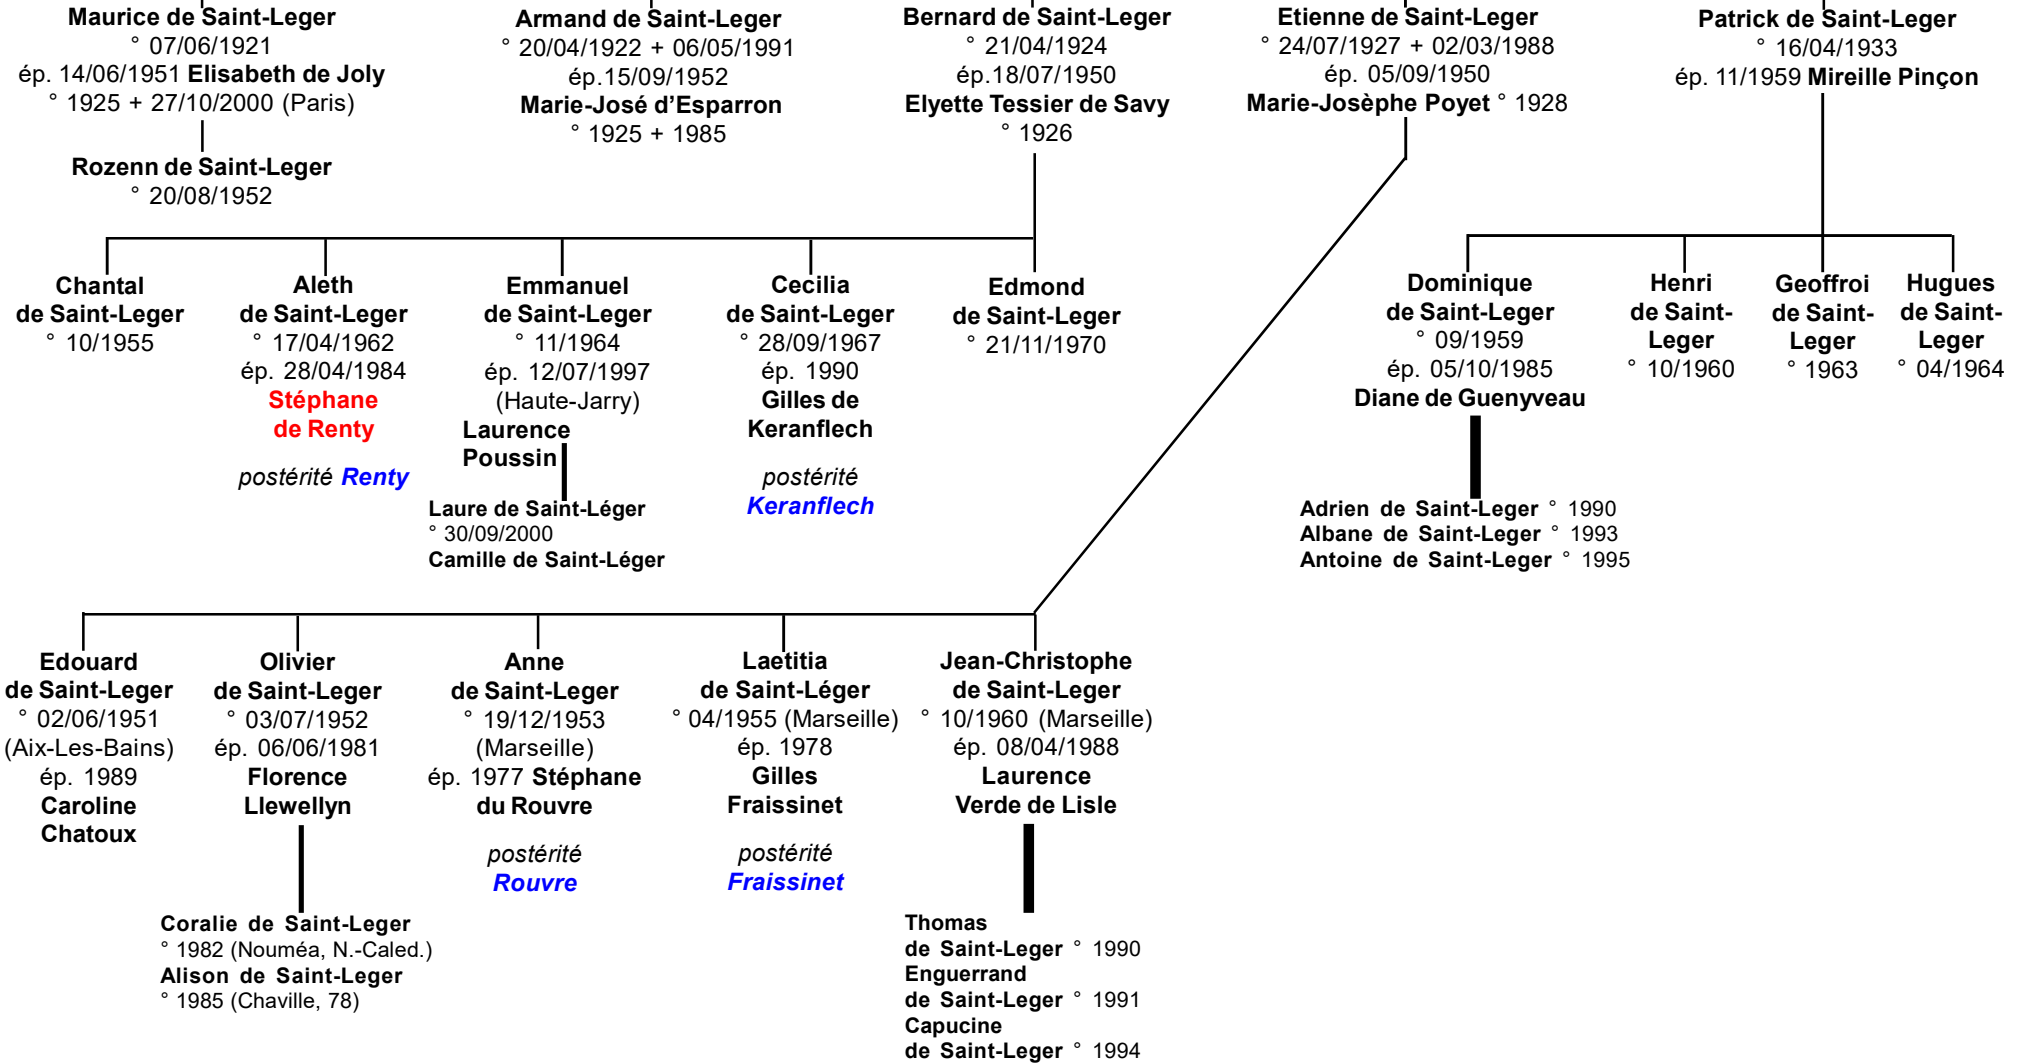 Maurice de Saint-Leger
° 07/06/1921
ép. 14/06/1951 Elisabeth de Joly
° 1925 + 27/10/2000 (Paris)
Rozenn de Saint-Leger
° 20/08/1952
Armand de Saint-Leger
° 20/04/1922 + 06/05/1991
ép.15/09/1952
Marie-José d'Esparron
° 1925 + 1985
Bernard de Saint-Leger
° 21/04/1924
ép.18/07/1950
Elyette Tessier de Savy
° 1926
Etienne de Saint-Leger
° 24/07/1927 + 02/03/1988
ép. 05/09/1950
Marie-Josèphe Poyet ° 1928
Patrick de Saint-Leger
° 16/04/1933
ép. 11/1959 Mireille Pinçon
Chantal
de Saint-Leger
° 10/1955
Aleth
de Saint-Leger
° 17/04/1962
ép. 28/04/1984
Stéphane
de Renty
postérité Renty
Emmanuel
de Saint-Leger
° 11/1964
ép. 12/07/1997
(Haute-Jarry)
Laurence
Poussin
Laure de Saint-Léger
° 30/09/2000
Camille de Saint-Léger
Cecilia
de Saint-Leger
° 28/09/1967
ép. 1990
Gilles de
Keranflech
postérité
Keranflech
Edmond
de Saint-Leger
° 21/11/1970
Dominique
de Saint-Leger
° 09/1959
ép. 05/10/1985
Diane de Guenyveau
Adrien de Saint-Leger ° 1990
Albane de Saint-Leger ° 1993
Antoine de Saint-Leger ° 1995
Henri
de Saint-
Leger
° 10/1960
Geoffroi
de Saint-
Leger
° 1963
Hugues
de Saint-
Leger
° 04/1964
Edouard
de Saint-Leger
° 02/06/1951
(Aix-Les-Bains)
ép. 1989
Caroline
Chatoux
Olivier
de Saint-Leger
° 03/07/1952
ép. 06/06/1981
Florence
Llewellyn
Coralie de Saint-Leger
° 1982 (Nouméa, N.-Caled.)
Alison de Saint-Leger
° 1985 (Chaville, 78)
Anne
de Saint-Leger
° 19/12/1953
(Marseille)
ép. 1977 Stéphane
du Rouvre
postérité
Rouvre
Laetitia
de Saint-Léger
° 04/1955 (Marseille)
ép. 1978
Gilles
Fraissinet
postérité
Fraissinet
Jean-Christophe
de Saint-Leger
° 10/1960 (Marseille)
ép. 08/04/1988
Laurence
Verde de Lisle
Thomas
de Saint-Leger ° 1990
Enguerrand
de Saint-Leger ° 1991
Capucine
de Saint-Leger ° 1994